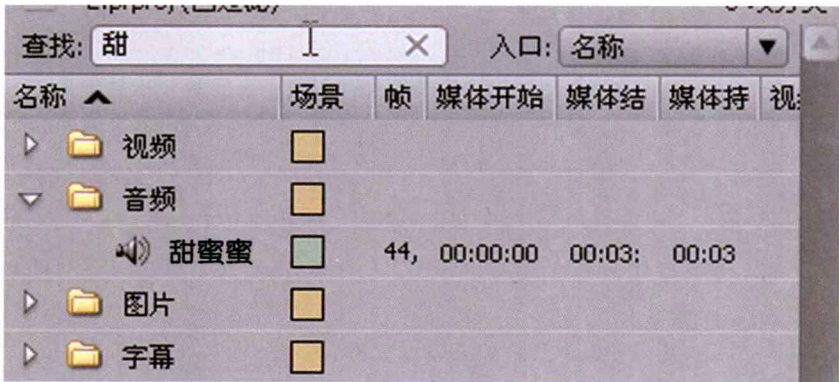 查找: 甜 入口: 名称
名称 场景 帧 媒体开始 媒体结 媒体持
视频
音频
甜蜜蜜 44, 00:00:00 00:03: 00:03
图片
字幕